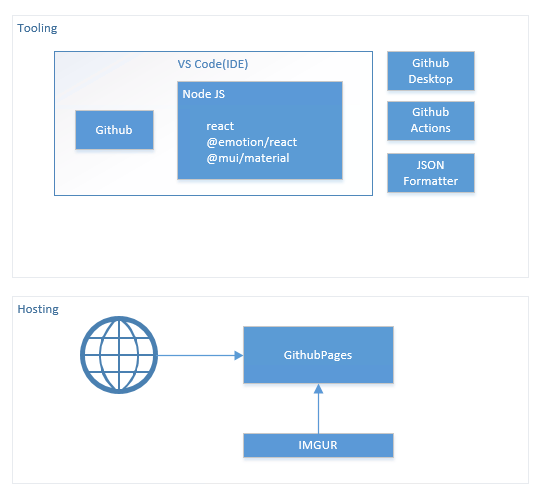 Tooling
VS Code(IDE)
Github
Node JS
react
@emotion/react
@mui/material
Github
Desktop
Github
Actions
JSON
Formatter
Hosting
GithubPages
IMGUR